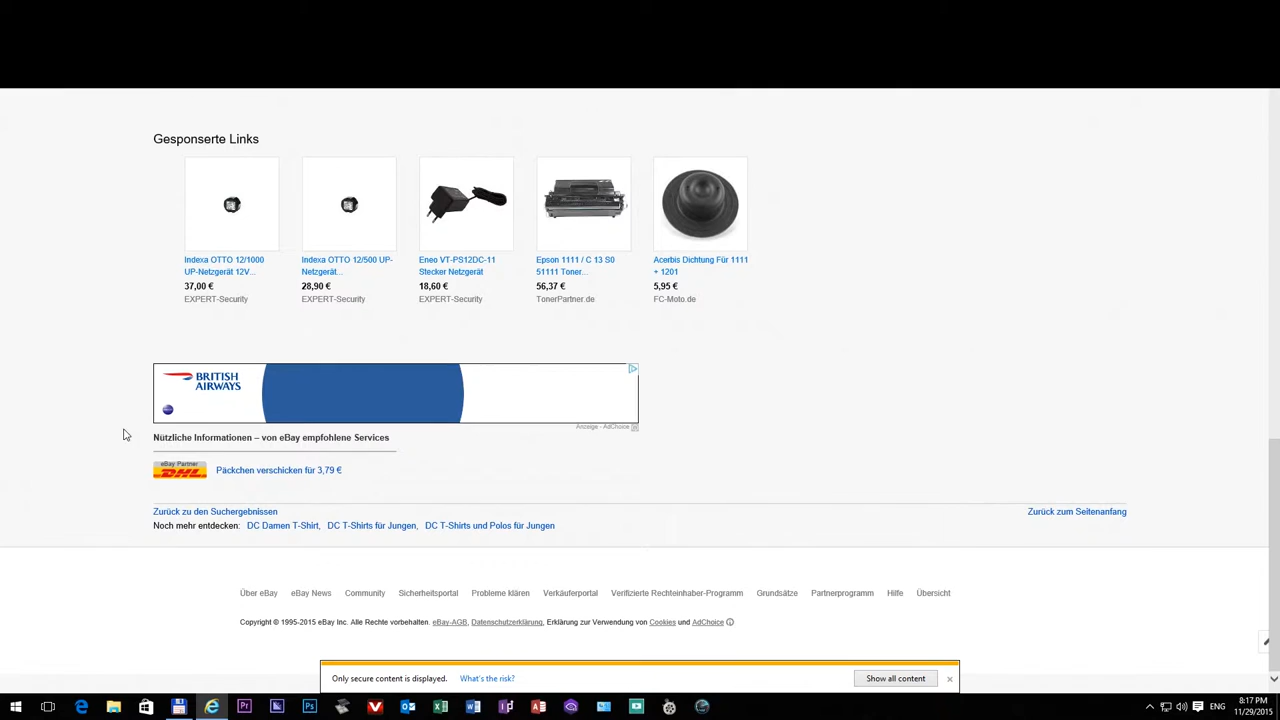 Gesponserte Links
Indexa OTTO 12/1000
UP-Netzgerät 12V...
37,00 €
EXPERT-Security
Indexa OTTO 12/500 UP-
Netzgerät...
28,90 €
EXPERT-Security
Eneo VT-PS12DC-11
Stecker Netzgerät
18,60 €
EXPERT-Security
Epson 1111 / C 13 S0
51111 Toner...
56,37 €
TonerPartner.de
Acerbis Dichtung Für 1111
+ 1201
5,95 €
FC-Moto.de
BRITISH
AIRWAYS
Anzeige - AdChoice
Nützliche Informationen – von eBay empfohlene Services
eBay Partner
DHL
Päckchen verschicken für 3,79 €
Zurück zu den Suchergebnissen
Zurück zum Seitenanfang
Noch mehr entdecken: DC Damen T-Shirt, DC T-Shirts für Jungen, DC T-Shirts und Polos für Jungen
Über eBay eBay News Community Sicherheitsportal Probleme klären Verkäuferportal Verifizierte Rechteinhaber-Programm Grundsätze Partnerprogramm Hilfe Übersicht
Copyright © 1995-2015 eBay Inc. Alle Rechte vorbehalten. eBay-AGB, Datenschutzerklärung, Erklärung zur Verwendung von Cookies und AdChoice
Only secure content is displayed. What's the risk? Show all content
ENG
8:17 PM
11/29/2015